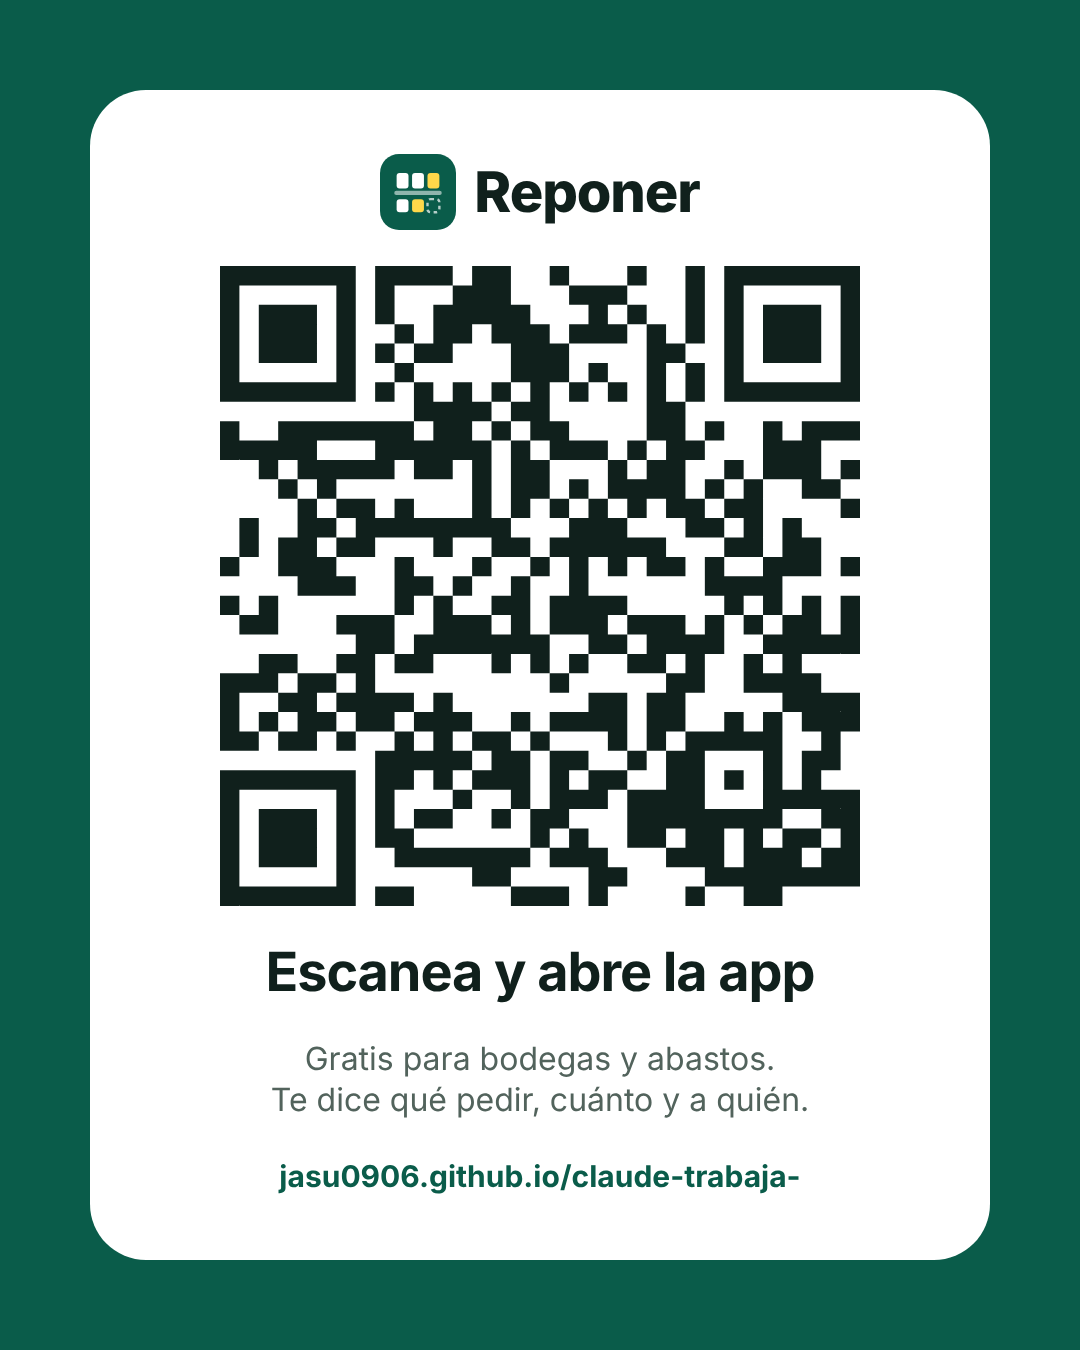 Reponer
Escanea y abre la app
Gratis para bodegas y abastos.
Te dice qué pedir, cuánto y a quién.
jasu0906.github.io/claude-trabaja-